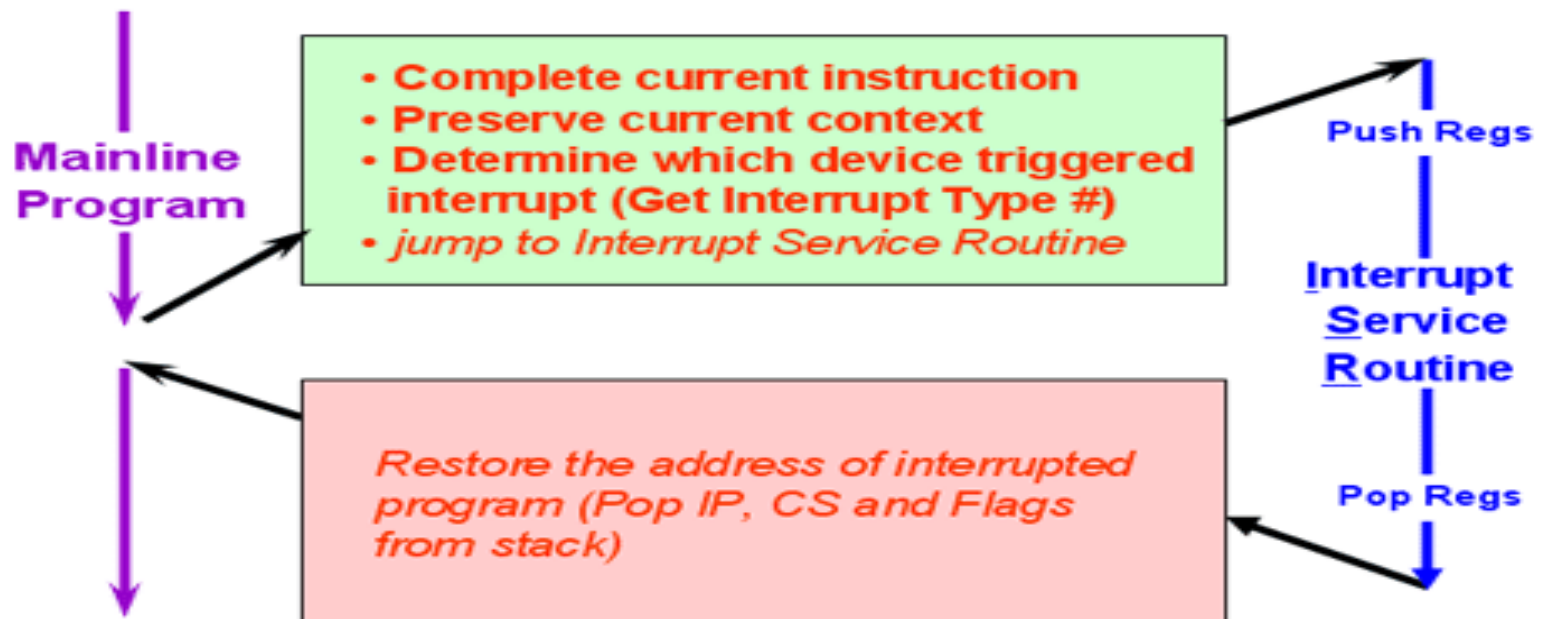 Mainline
Program
• Complete current instruction
• Preserve current context
• Determine which device triggered
interrupt (Get Interrupt Type #)
• jump to Interrupt Service Routine
Push Regs
Interrupt
Service
Routine
Pop Regs
Restore the address of interrupted
program (Pop IP, CS and Flags
from stack)